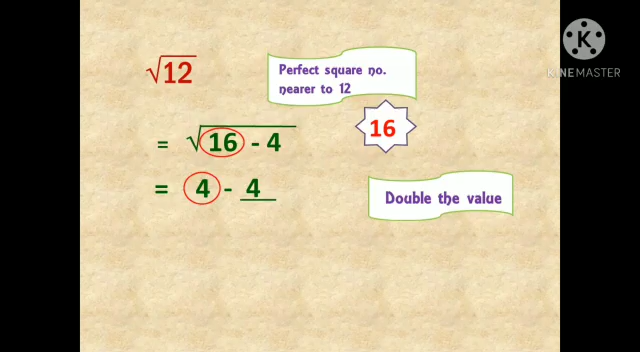 √12
Perfect square no.
nearer to 12
16
= √16 - 4
= 4 - 4
Double the value
KINEMASTER